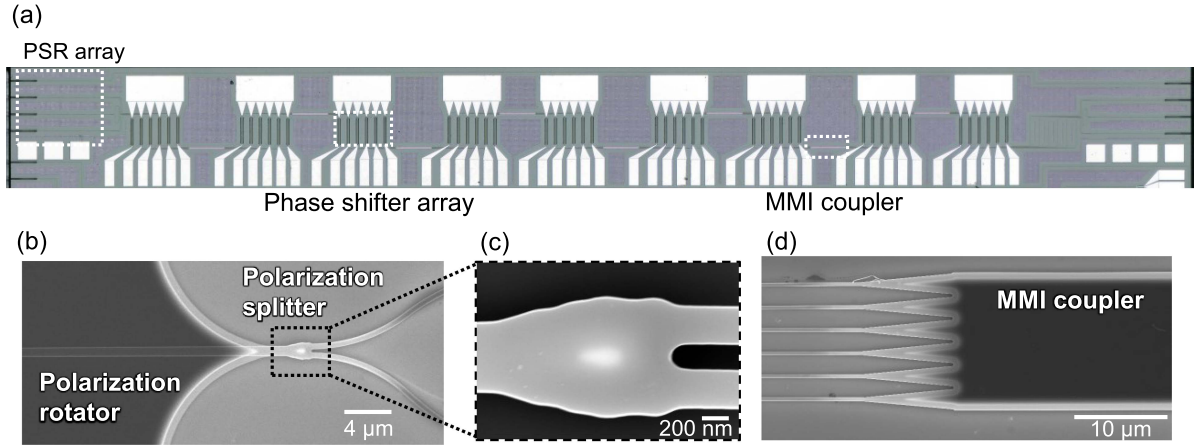 (a)
PSR array
Phase shifter array
MMI coupler
(b)
(c)
(d)
Polarization
splitter
Polarization
rotator
4 μm
200 nm
MMI coupler
10 μm